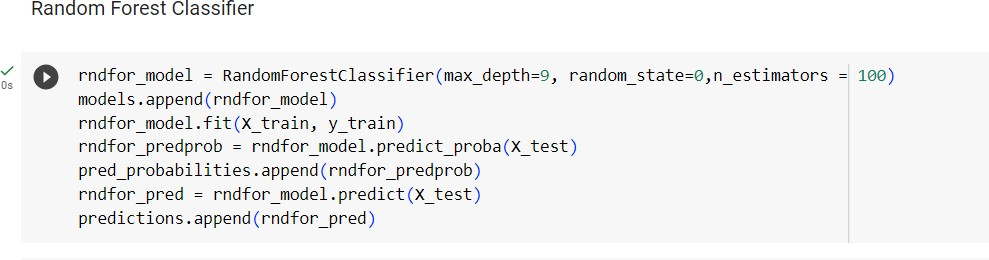 Random Forest Classifier
0s
rndfor_model = RandomForestClassifier(max_depth=9, random_state=0,n_estimators = 100)
models.append(rndfor_model)
rndfor_model.fit(X_train, y_train)
rndfor_predprob = rndfor_model.predict_proba(X_test)
pred_probabilities.append(rndfor_predprob)
rndfor_pred = rndfor_model.predict(X_test)
predictions.append(rndfor_pred)